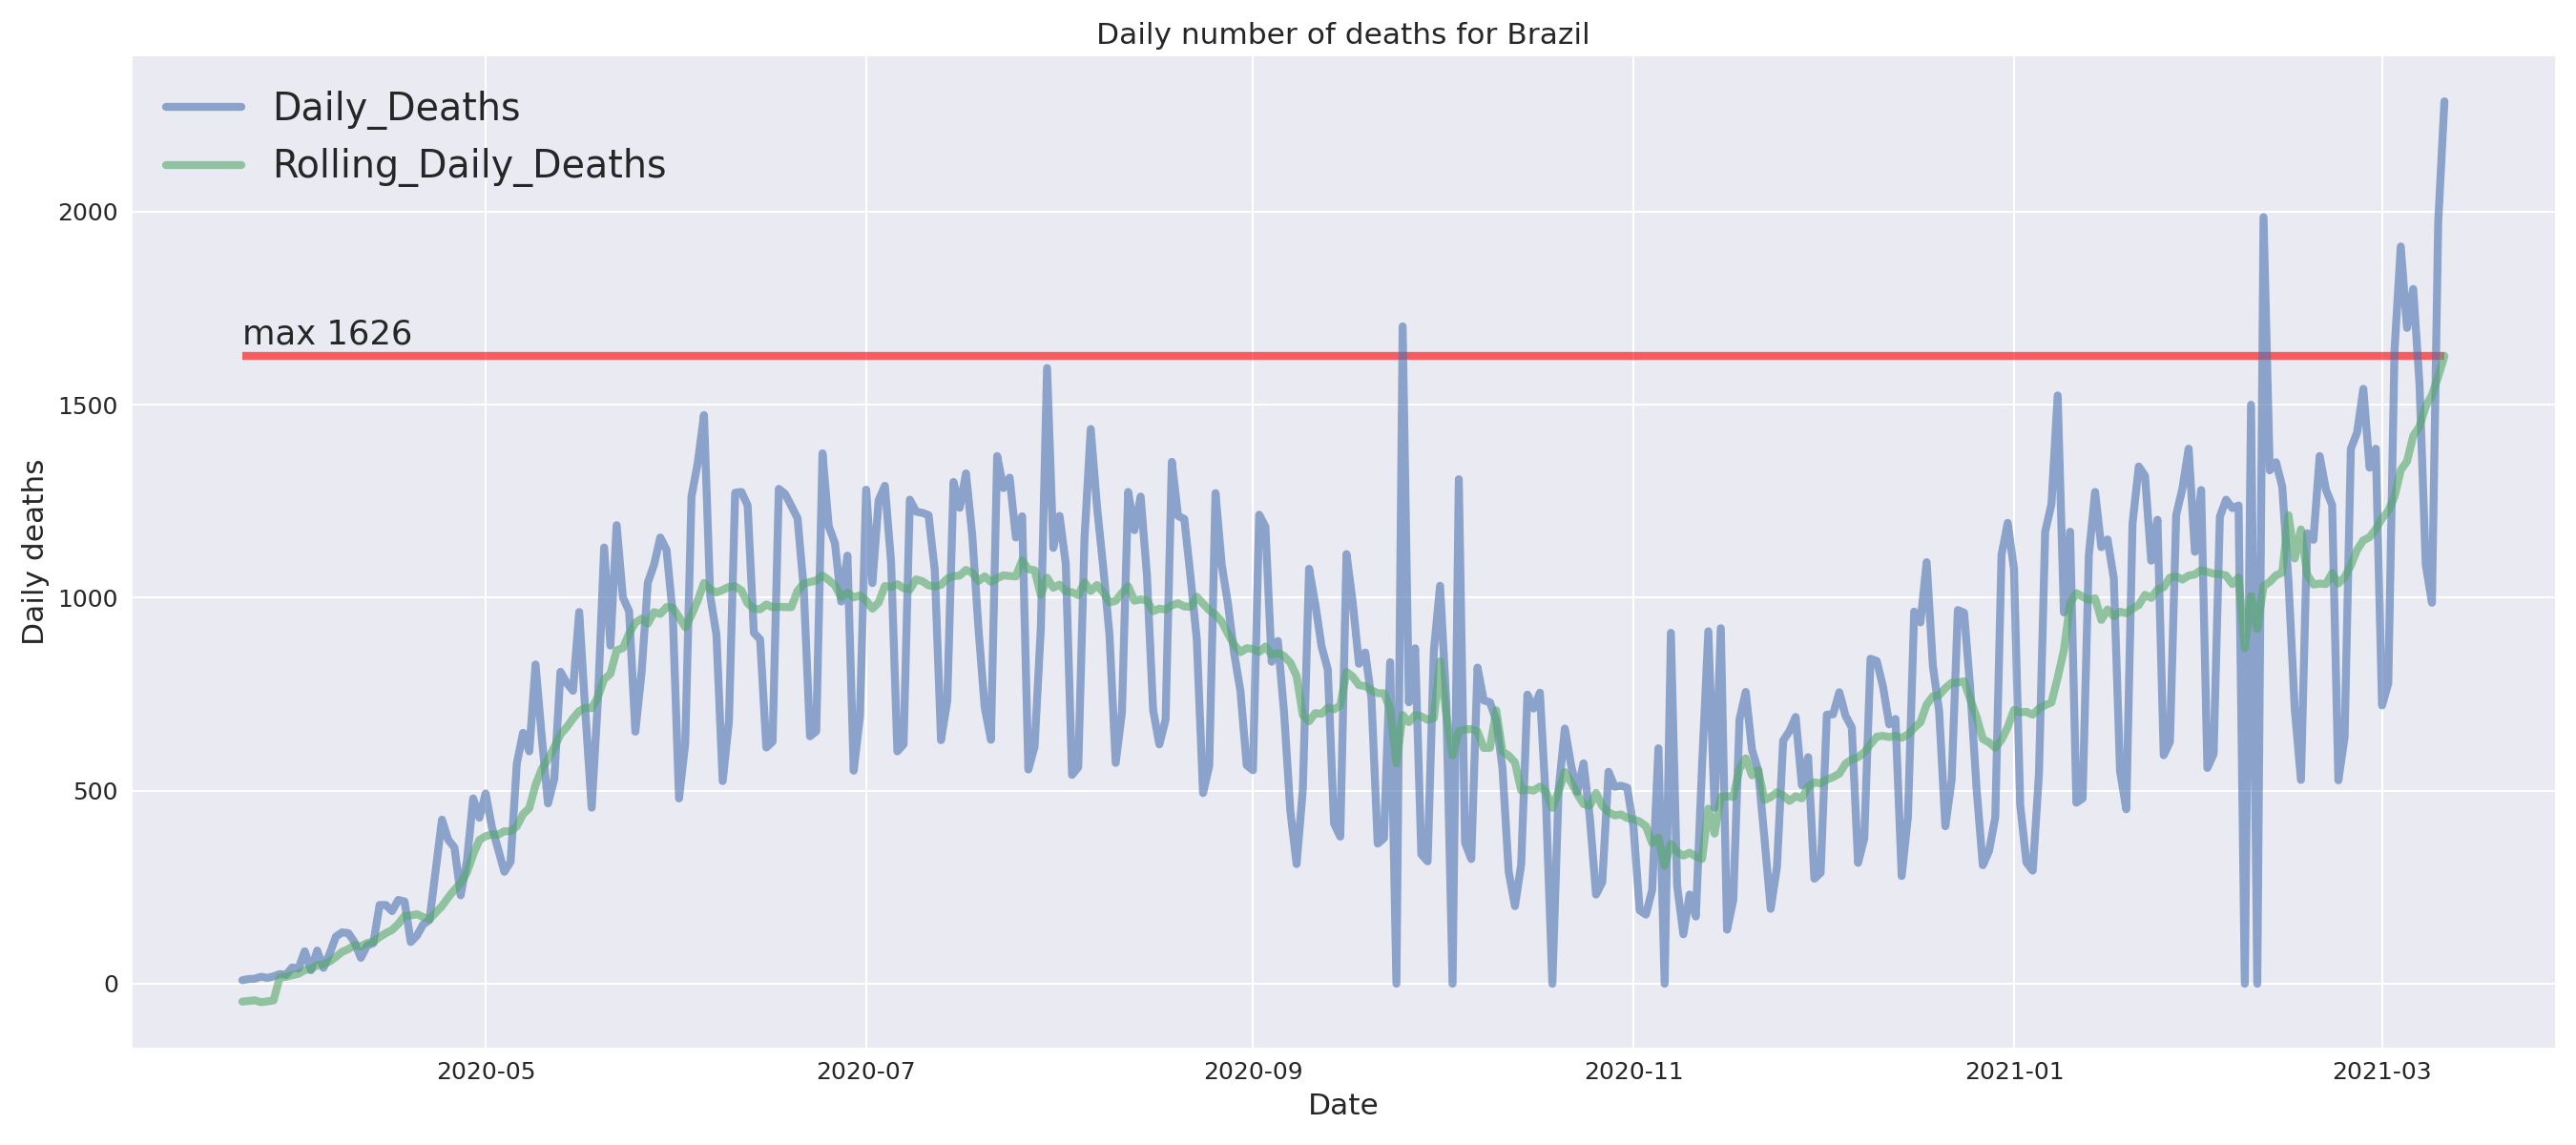 Daily number of deaths for Brazil
Daily_Deaths
Rolling_Daily_Deaths
max 1626
Daily deaths
2000
1500
1000
500
0
2020-05
2020-07
2020-09
2020-11
2021-01
2021-03
Date